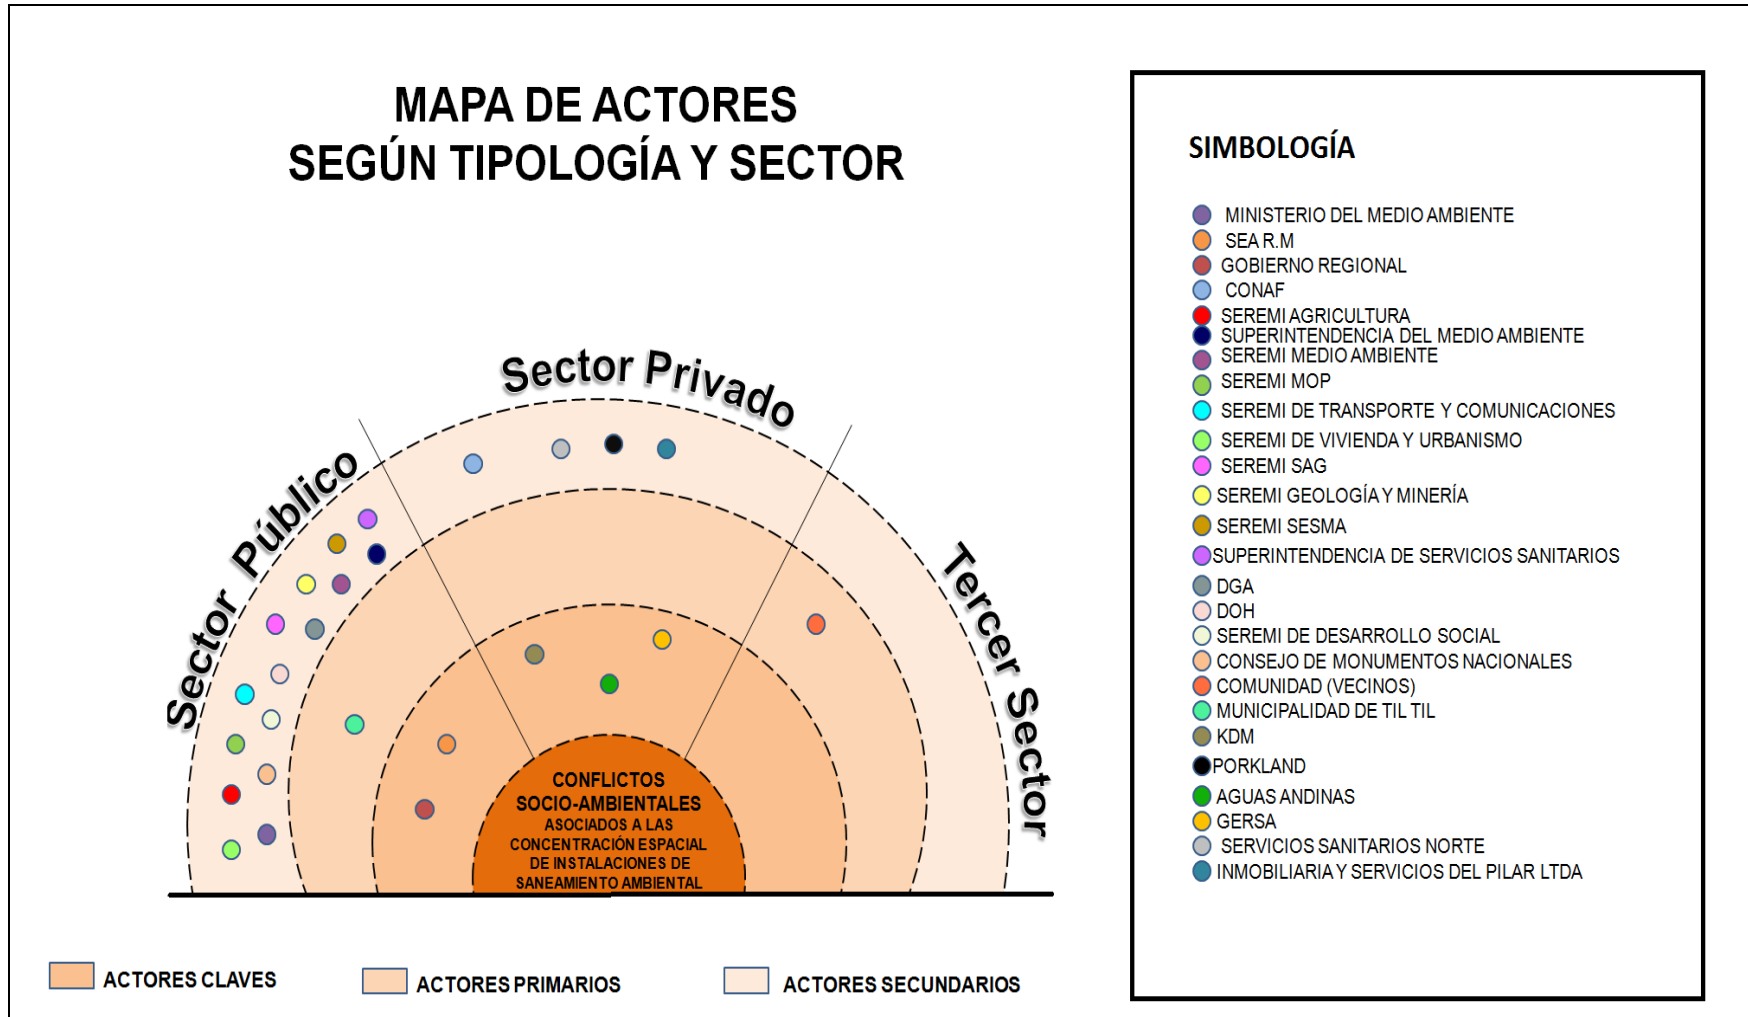 MAPA DE ACTORES
SEGÚN TIPOLOGÍA Y SECTOR
Sector Público
Sector Privado
Tercer Sector
CONFLICTOS
SOCIO-AMBIENTALES
ASOCIADOS A LAS
CONCENTRACIÓN ESPACIAL
DE INSTALACIONES DE
SANEAMIENTO AMBIENTAL
ACTORES CLAVES
ACTORES PRIMARIOS
ACTORES SECUNDARIOS
SIMBOLOGÍA
MINISTERIO DEL MEDIO AMBIENTE
SEA R.M
GOBIERNO REGIONAL
CONAF
SEREMI AGRICULTURA
SUPERINTENDENCIA DEL MEDIO AMBIENTE
SEREMI MEDIO AMBIENTE
SEREMI MOP
SEREMI DE TRANSPORTE Y COMUNICACIONES
SEREMI DE VIVIENDA Y URBANISMO
SEREMI SAG
SEREMI GEOLOGÍA Y MINERÍA
SEREMI SESMA
SUPERINTENDENCIA DE SERVICIOS SANITARIOS
DGA
DOH
SEREMI DE DESARROLLO SOCIAL
CONSEJO DE MONUMENTOS NACIONALES
COMUNIDAD (VECINOS)
MUNICIPALIDAD DE TIL TIL
KDM
PORKLAND
AGUAS ANDINAS
GERSA
SERVICIOS SANITARIOS NORTE
INMOBILIARIA Y SERVICIOS DEL PILAR LTDA